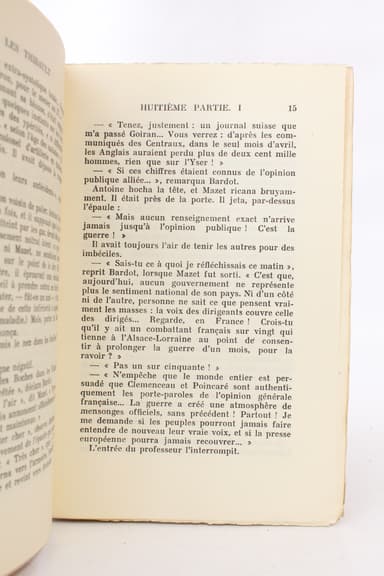 LES THIBAULT
HUITIÈME PARTIE. I 15
— « Tenez, justement : un journal suisse que
m'a passé Goiran... Vous verrez : d'après les com-
muniqués des Centraux, dans le seul mois d'avril,
les Anglais auraient perdu plus de deux cent mille
hommes, rien que sur l'Yser ! »
— « Si ces chiffres étaient connus de l'opinion
publique alliée... », remarqua Bardot.
Antoine hocha la tête, et Mazet ricana bruyam-
ment. Il était près de la porte. Il jeta, par-dessus
l'épaule :
— « Mais aucun renseignement exact n'arrive
jamais jusqu'à l'opinion publique ! C'est la
guerre ! »
Il avait toujours l'air de tenir les autres pour des
imbéciles.
— « Sais-tu ce à quoi je réfléchissais ce matin »,
reprit Bardot, lorsque Mazet fut sorti. « C'est que,
aujourd'hui, aucun gouvernement ne représente
plus le sentiment national de son pays. Ni d'un côté
ni de l'autre, personne ne sait ce que pensent vrai-
ment les masses : la voix des dirigeants couvre celle
des dirigés... Regarde, en France ! Crois-tu
qu'il y ait un combattant français sur vingt qui
tienne à l'Alsace-Lorraine au point de consen-
tir à prolonger la guerre d'un mois, pour la
ravoir ? »
— « Pas un sur cinquante ! »
— « N'empêche que le monde entier est per-
suadé que Clemenceau et Poincaré sont authenti-
quement les porte-paroles de l'opinion générale
française... La guerre a créé une atmosphère de
mensonges officiels, sans précédent ! Partout ! Je
me demande si les peuples pourront jamais faire
entendre de nouveau leur vraie voix, et si la presse
européenne pourra jamais recouvrer... »
L'entrée du professeur l'interrompit.